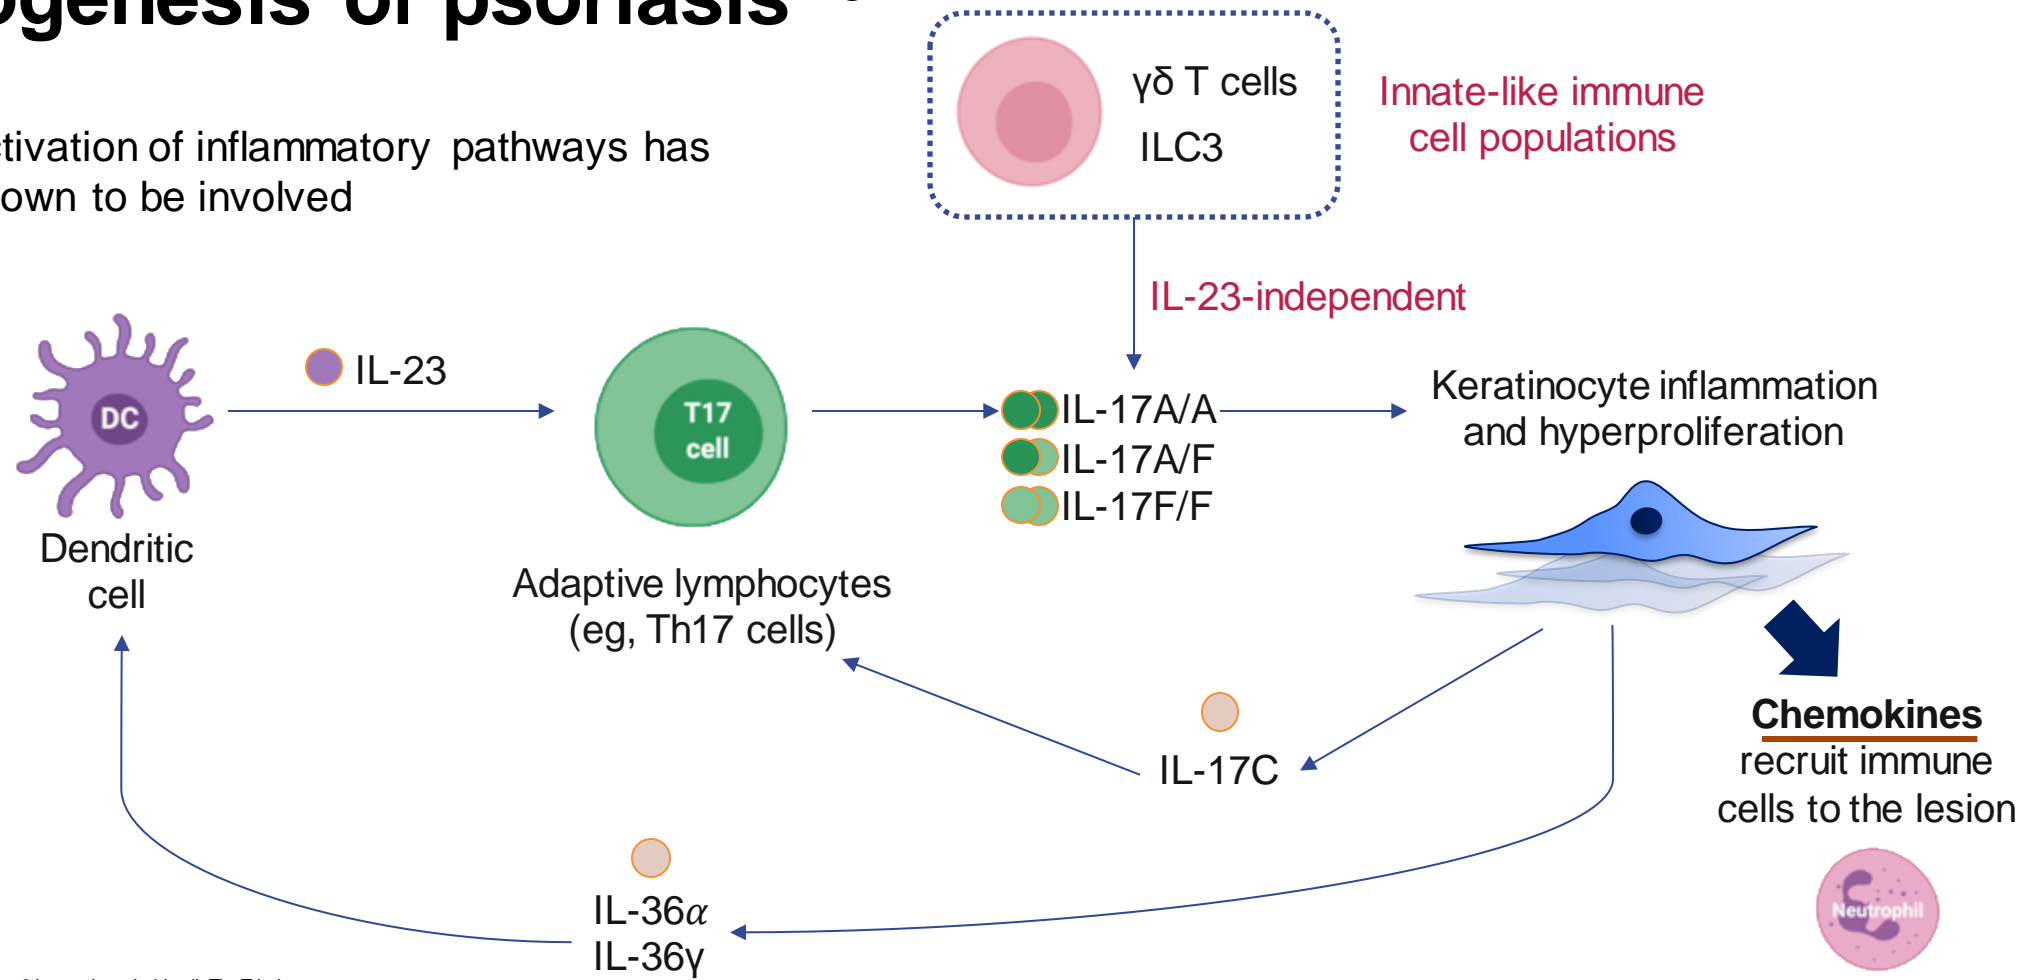 ogenesis of psoriasis
tivation of inflammatory pathways has
own to be involved
γδ T cells
ILC3
Innate-like immune
cell populations
IL-23-independent
DC
IL-23
T17
cell
IL-17A/A
IL-17A/F
IL-17F/F
Keratinocyte inflammation
and hyperproliferation
Dendritic
cell
Adaptive lymphocytes
(eg, Th17 cells)
IL-17C
Chemokines
recruit immune
cells to the lesion
Neutrophil
IL-36α
IL-36γ